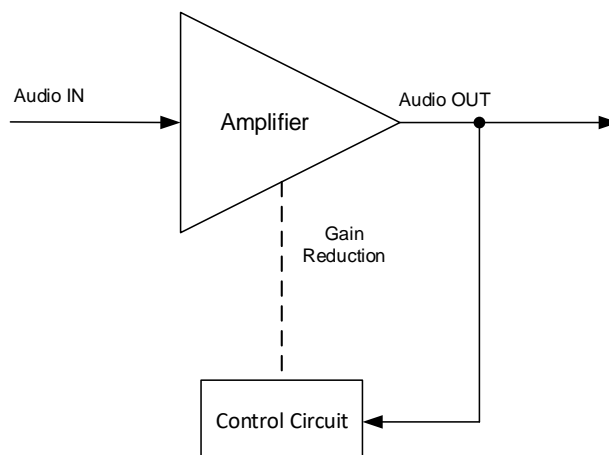 Audio IN
Amplifier
Audio OUT
Gain
Reduction
Control Circuit